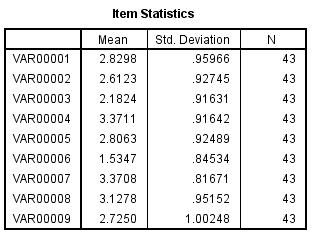 Item Statistics
Mean Std. Deviation N
VAR00001 2.8298 .95966 43
VAR00002 2.6123 .92745 43
VAR00003 2.1824 .91631 43
VAR00004 3.3711 .91642 43
VAR00005 2.8063 .92489 43
VAR00006 1.5347 .84534 43
VAR00007 3.3708 .81671 43
VAR00008 3.1278 .95152 43
VAR00009 2.7250 1.00248 43